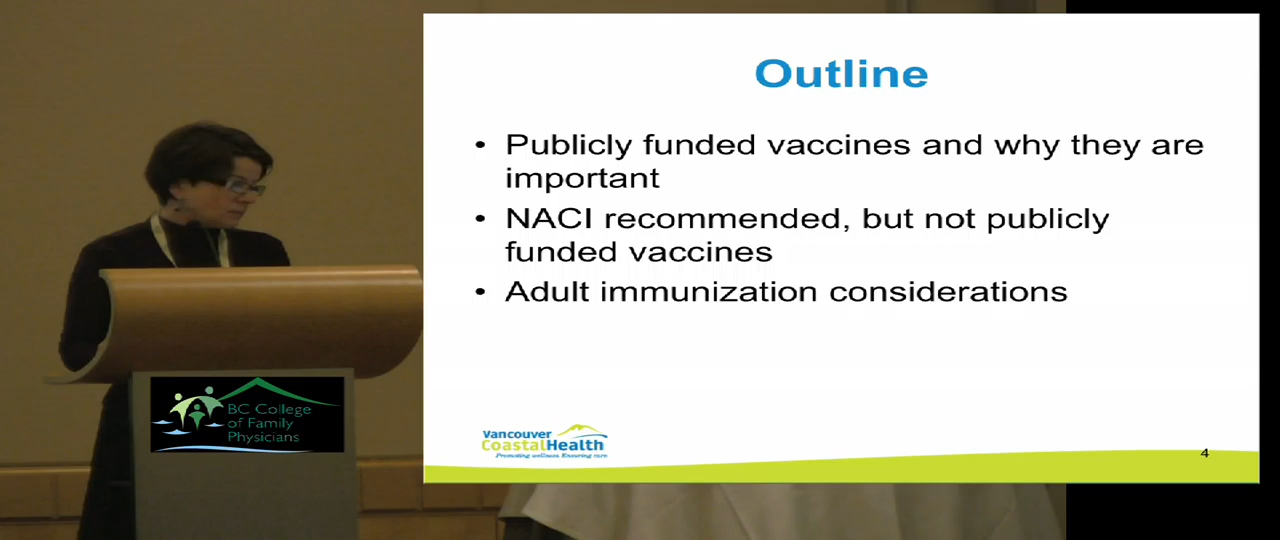 Outline
• Publicly funded vaccines and why they are
important
• NACI recommended, but not publicly
funded vaccines
• Adult immunization considerations
Vancouver
CoastalHealth
Promoting wellness. Ensuring care.
4
BC College
of Family
Physicians